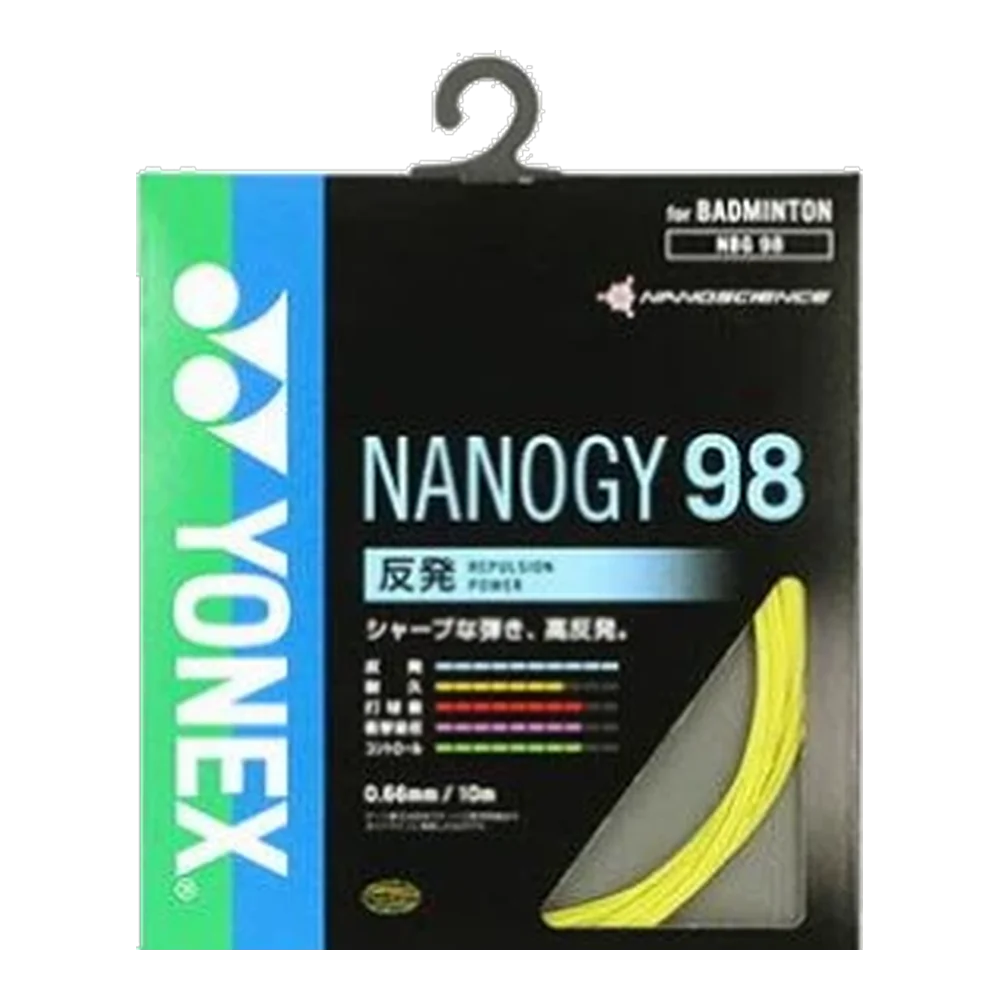 for BADMINTON
NBG 98
NANOSCIENCE
YONEX®
NANOGY 98
反発 REPULSION
POWER
シャープな弾き、高反発。
反発
耐久
打球音
衝撃吸収
コントロール
0.66mm / 10m